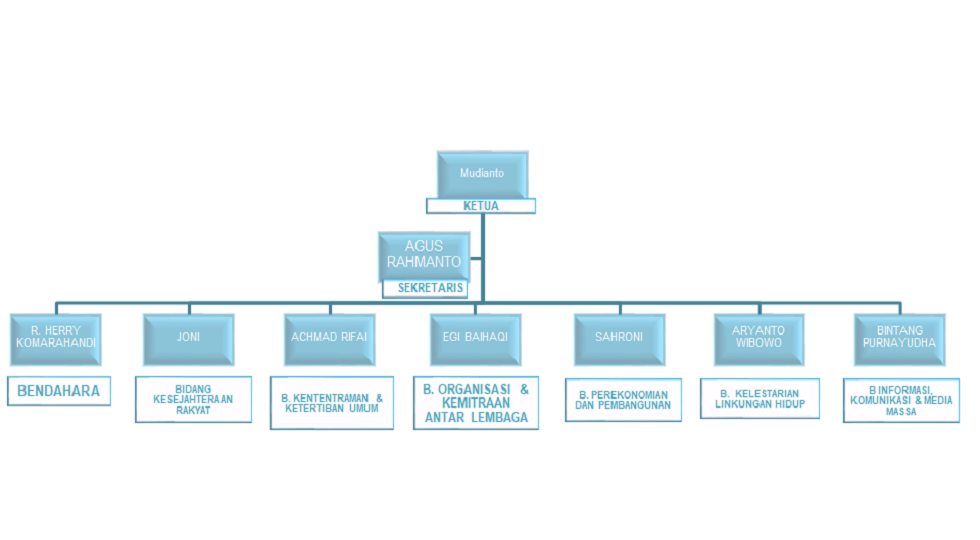 Mudianto
KETUA
AGUS
RAHMANTO
SEKRETARIS
R. HERRY
KOMARAHANDI
BENDAHARA
JONI
BIDANG
KESEJAHTERAAN
RAKYAT
ACHMAD RIFAI
B. KENTENTRAMAN &
KETERTIBAN UMUM
EGI BAIHAQI
B. ORGANISASI &
KEMITRAAN
ANTAR LEMBAGA
SAHRONI
B. PEREKONOMIAN
DAN PEMBANGUNAN
ARYANTO
WIBOWO
B. KELESTARIAN
LINKUNGAN HIDUP
BINTANG
PURNAYUDHA
B INFORMASI,
KOMUNIKASI & MEDIA
MASSA